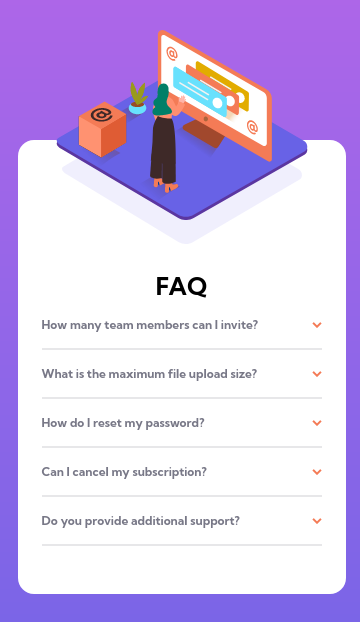 @
@
@
FAQ
How many team members can I invite?
What is the maximum file upload size?
How do I reset my password?
Can I cancel my subscription?
Do you provide additional support?